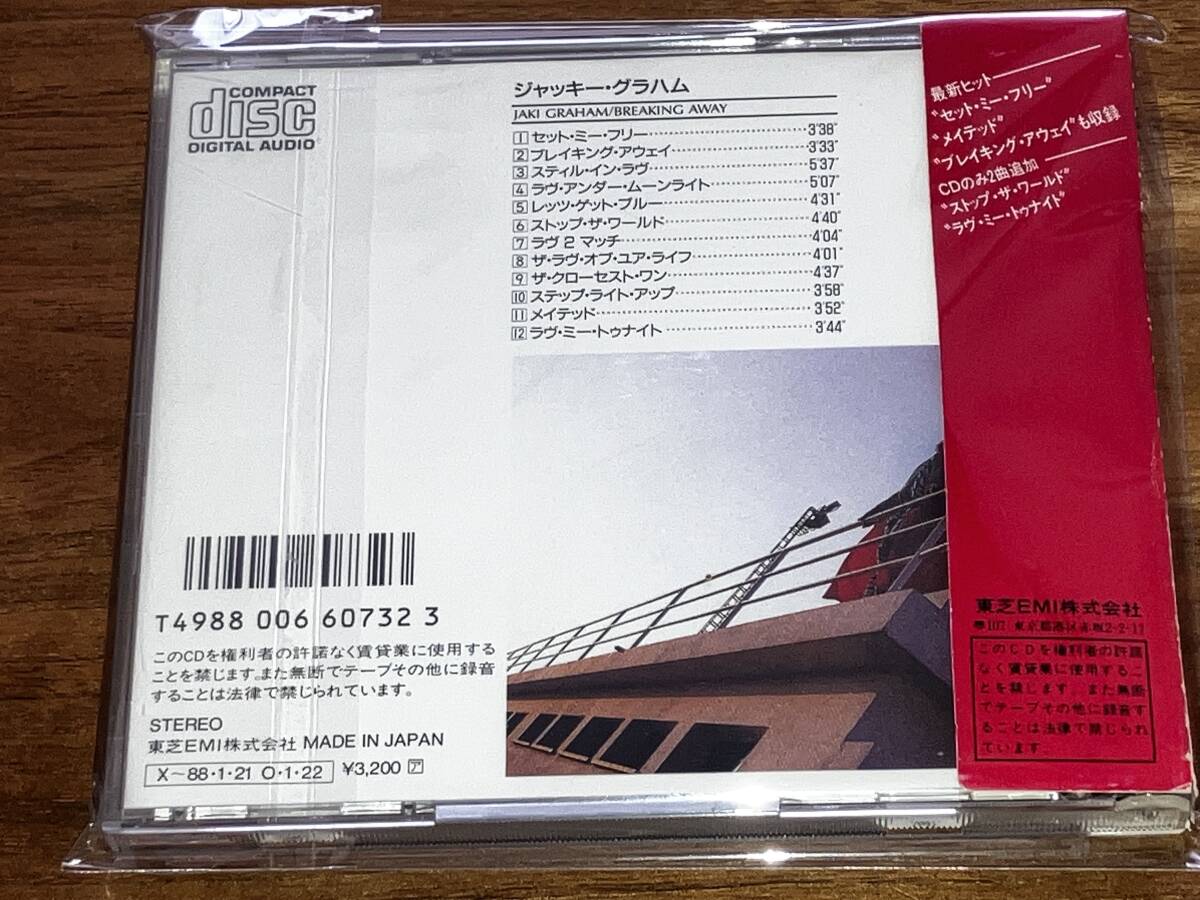 COMPACT
disc
DIGITAL AUDIO
ジャッキー・グラハム
JAKI GRAHAM/BREAKING AWAY
1 セット・ミー・フリー 3'38"
2 ブレイキング・アウェイ 3'33"
3 スティル・イン・ラヴ 5'37"
4 ラヴ・アンダー・ムーンライト 5'07"
5 レッツ・ゲット・ブルー 4'31"
6 ストップ・ザ・ワールド 4'40"
7 ラヴ 2 マッチ 4'04"
8 ザ・ラヴ・オブ・ユア・ライフ 4'01"
9 ザ・クローセスト・ワン 4'37"
10 ステップ・ライト・アップ 3'58"
11 メイテッド 3'52"
12 ラヴ・ミー・トゥナイト 3'44"
T4988 006 60732 3
このCDを権利者の許諾なく賃貸業に使用する
ことを禁じます。また無断でテープその他に録音
することは法律で禁じられています。
STEREO
東芝EMI株式会社 MADE IN JAPAN
X～88・1・21 O・1・22 ¥3,200 ア
最新ヒット
"セット・ミー・フリー"
"メイテッド"
"ブレイキング・アウェイ"も収録
CDのみ2曲追加
"ストップ・ザ・ワールド"
"ラヴ・ミー・トゥナイト"
東芝EMI株式会社
〒107 東京都港区赤坂2-2-17
このCDを権利者の許諾
なく賃貸業に使用するこ
とを禁じます。また無断
でテープその他に録音す
ることは法律で禁じられ
ています。